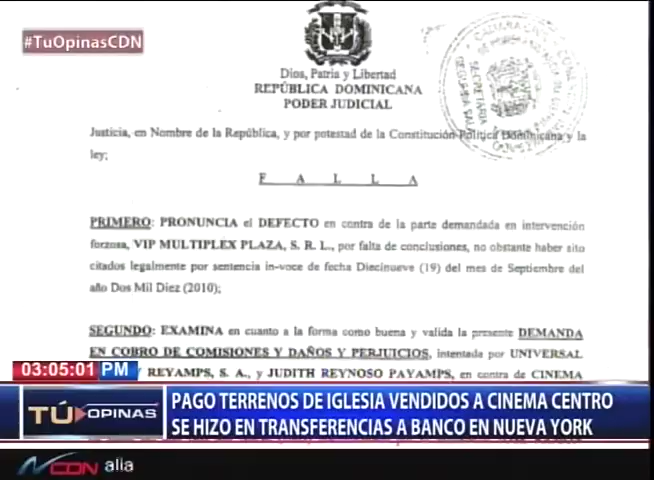 #TuOpinasCDN
Dios, Patria y Libertad
REPÚBLICA DOMINICANA
PODER JUDICIAL
Justicia, en Nombre de la República, y por potestad de la Constitución Política Dominicana y la
ley;
F A L L A
PRIMERO: PRONUNCIA el DEFECTO en contra de la parte demandada en intervención
forzosa, VIP MULTIPLEX PLAZA, S. R. L., por falta de conclusiones, no obstante haber sito
citados legalmente por sentencia in-voce de fecha Diecinueve (19) del mes de Septiembre del
año Dos Mil Diez (2010);
SEGUNDO: EXAMINA en cuanto a la forma como buena y valida la presente DEMANDA
EN COBRO DE COMISIONES Y DAÑOS Y PERJUICIOS, intentada por UNIVERSAL
REYAMPS, S. A., y JUDITH REYNOSO PAYAMPS, en contra de CINEMA
03:05:01 PM
TÚ OPINAS
PAGO TERRENOS DE IGLESIA VENDIDOS A CINEMA CENTRO
SE HIZO EN TRANSFERENCIAS A BANCO EN NUEVA YORK
CDN alia